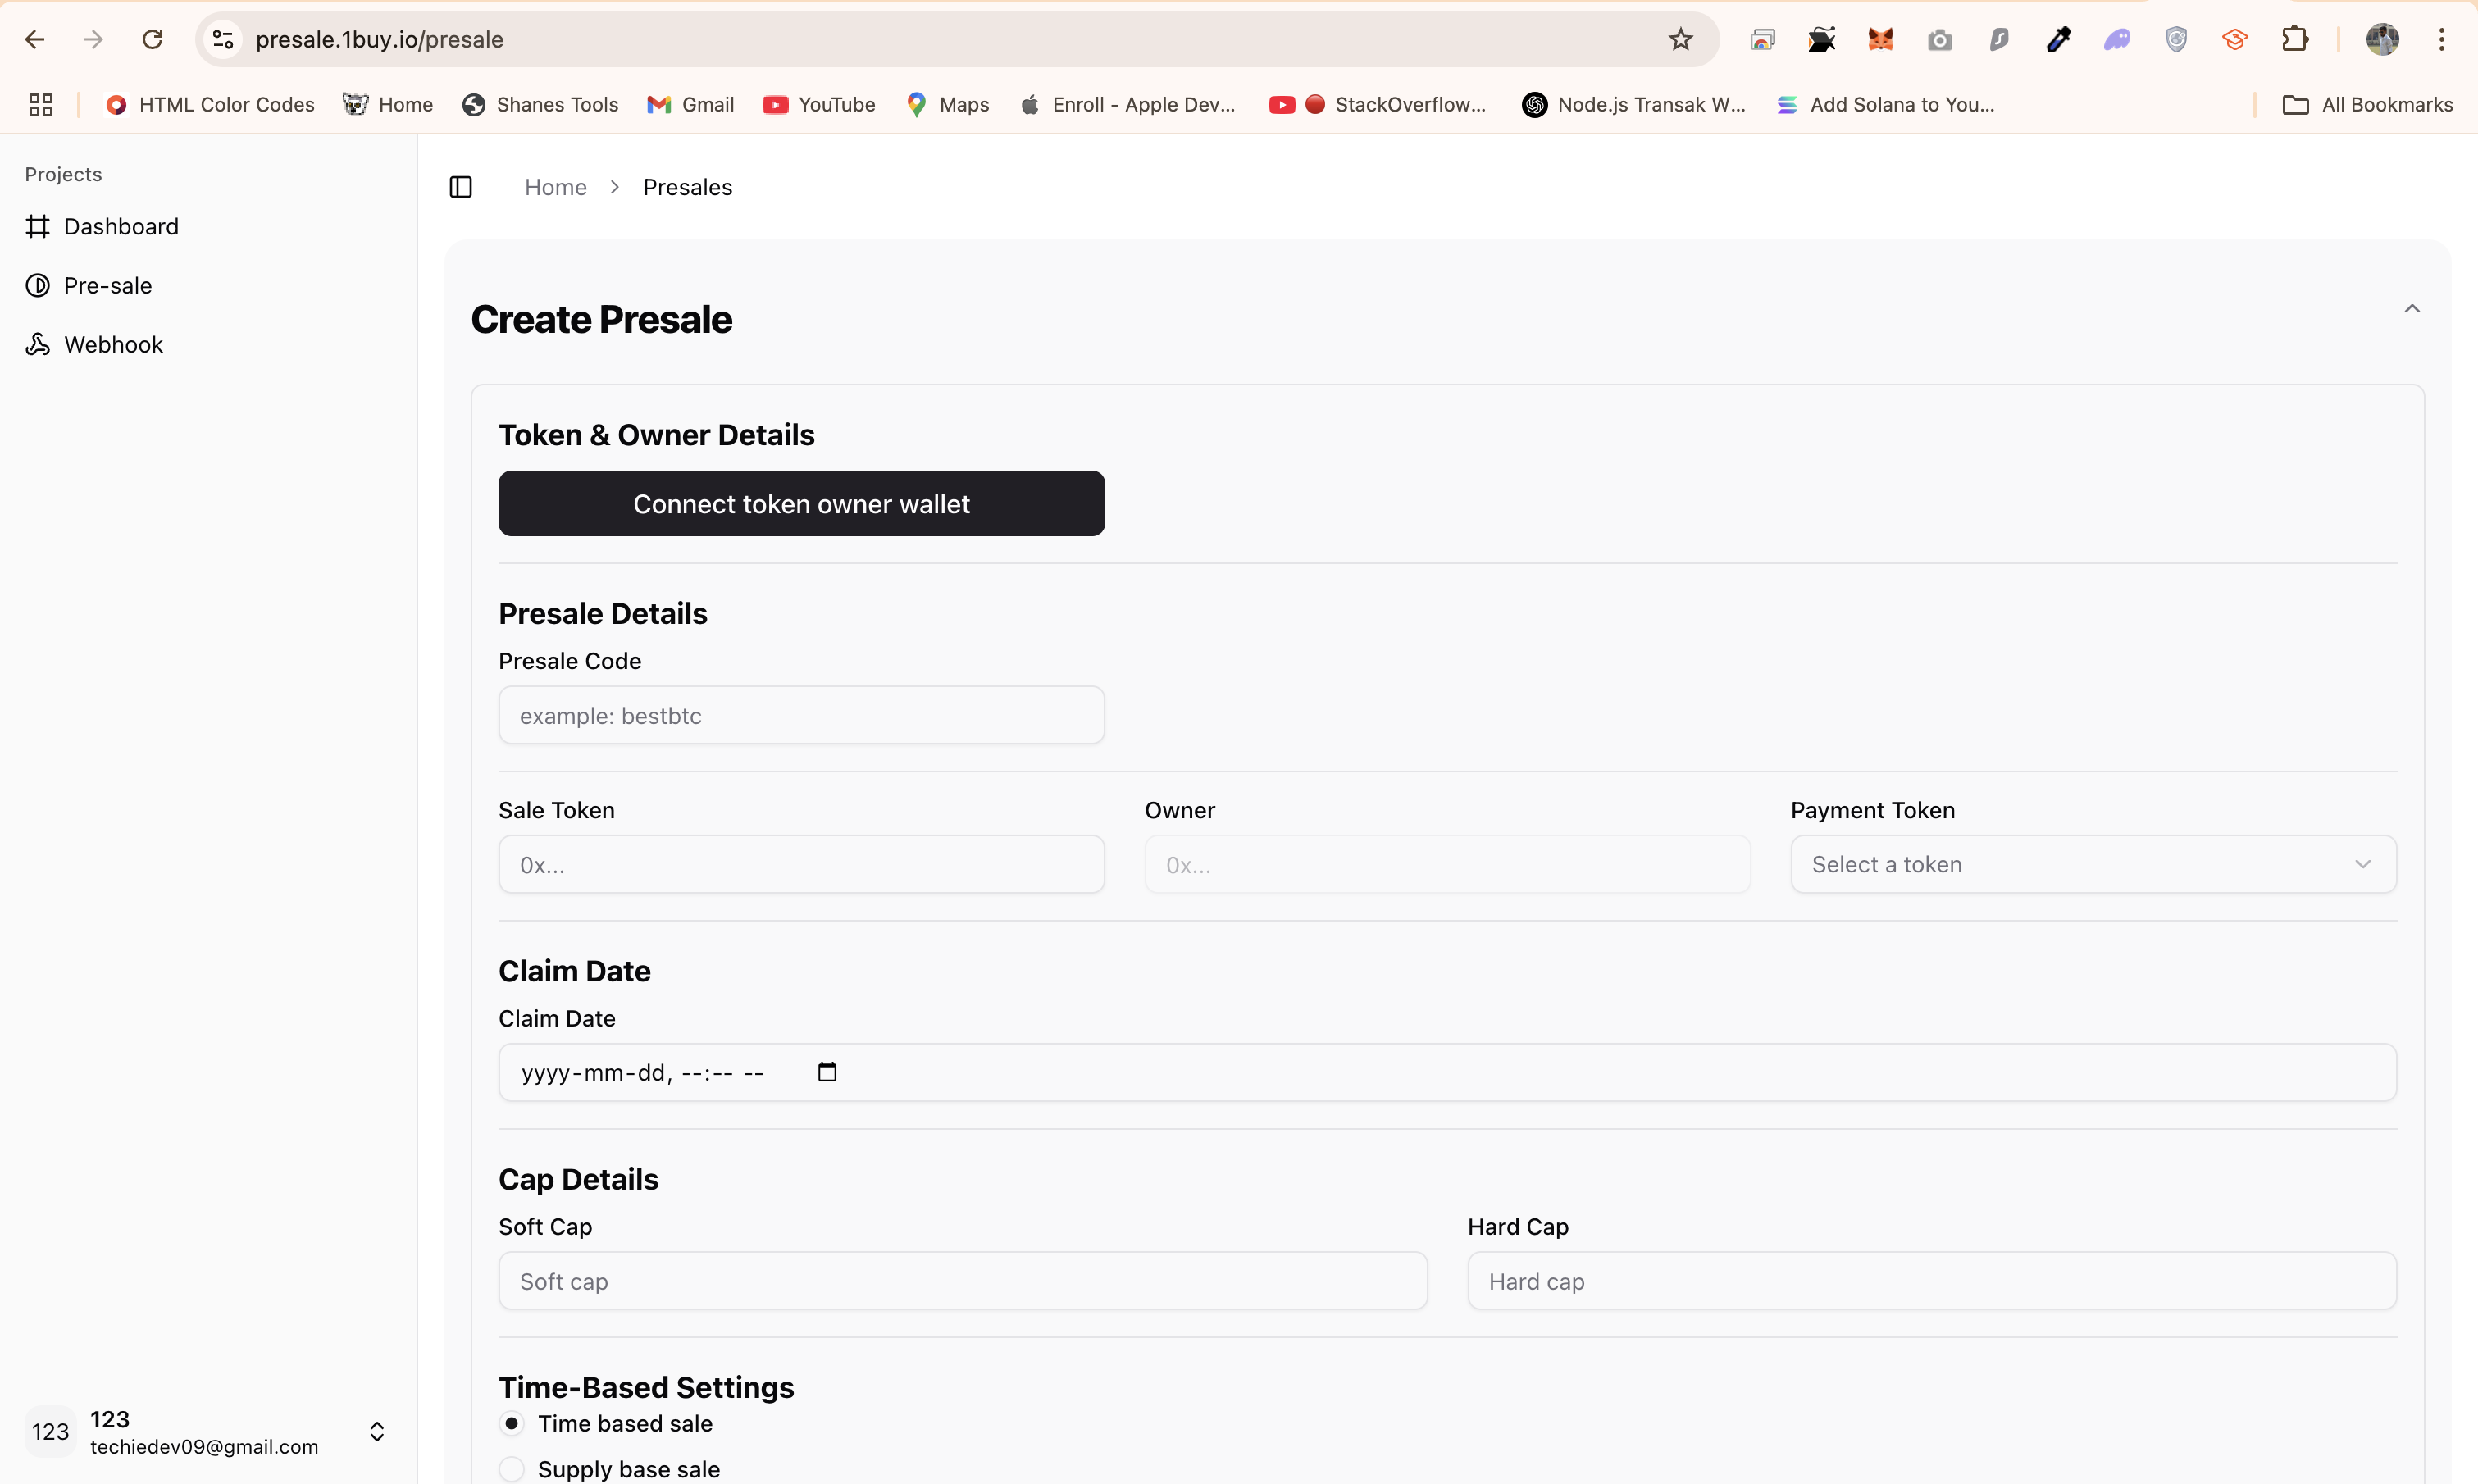 presale.1buy.io/presale
HTML Color Codes
Home
Shanes Tools
Gmail
YouTube
Maps
Enroll - Apple Dev...
StackOverflow...
Node.js Transak W...
Add Solana to You...
All Bookmarks
Projects
Dashboard
Pre-sale
Webhook
Home > Presales
Create Presale
Token & Owner Details
Connect token owner wallet
Presale Details
Presale Code
example: bestbtc
Sale Token
0x...
Owner
0x...
Payment Token
Select a token
Claim Date
Claim Date
yyyy-mm-dd, --:-- --
Cap Details
Soft Cap
Soft cap
Hard Cap
Hard cap
Time-Based Settings
Time based sale
Supply base sale
123
123
techiedev09@gmail.com